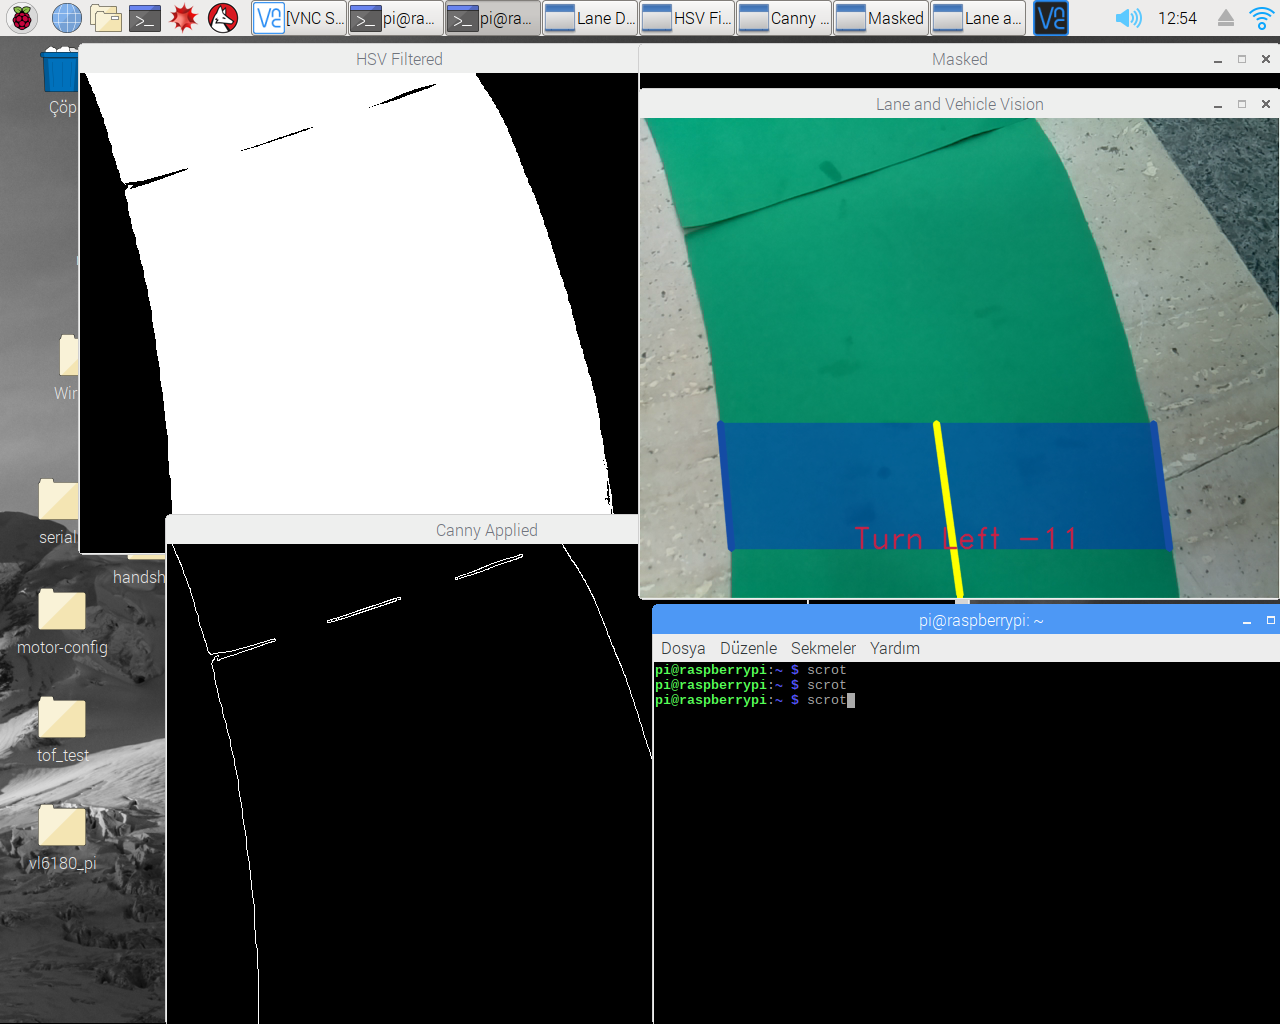 [VNC S...
pi@ra...
pi@ra...
Lane D...
HSV Fi...
Canny ...
Masked
Lane a...
12:54
HSV Filtered
Masked
Lane and Vehicle Vision
Çöp
Wir
serial
handsh
motor-config
tof_test
vl6180_pi
Turn Left -11
Canny Applied
pi@raspberrypi: ~
Dosya Düzenle Sekmeler Yardım
pi@raspberrypi:~ $ scrot
pi@raspberrypi:~ $ scrot
pi@raspberrypi:~ $ scrot